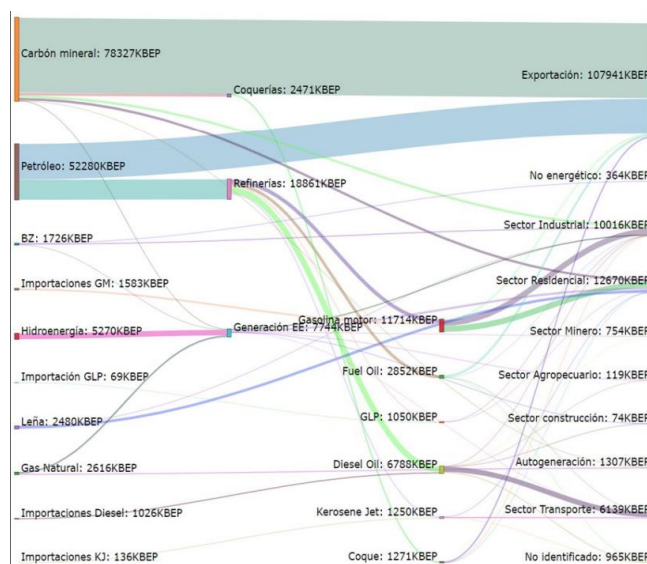 Carbón mineral: 78327KBEP
Exportación: 107941KBEP
Coquerías: 2471KBEP
Petróleo: 52280KBEP
Refinerías: 18861KBEP
No energético: 364KBEP
BZ: 1726KBEP
Sector Industrial: 10016KBEP
Importaciones GM: 1583KBEP
Sector Residencial: 12670KBEP
Hidroenergía: 5270KBEP
Generación EE: 7744KBEP
Gasolina motor: 11714KBEP
Sector Minero: 754KBEP
Importación GLP: 69KBEP
Fuel Oil: 2852KBEP
Sector Agropecuario: 119KBEP
Leña: 2480KBEP
GLP: 1050KBEP
Sector construcción: 74KBEP
Gas Natural: 2616KBEP
Diesel Oil: 6788KBEP
Autogeneración: 1307KBEP
Importaciones Diesel: 1026KBEP
Kerosene Jet: 1250KBEP
Sector Transporte: 6139KBEP
Importaciones KJ: 136KBEP
Coque: 1271KBEP
No identificado: 965KBEP